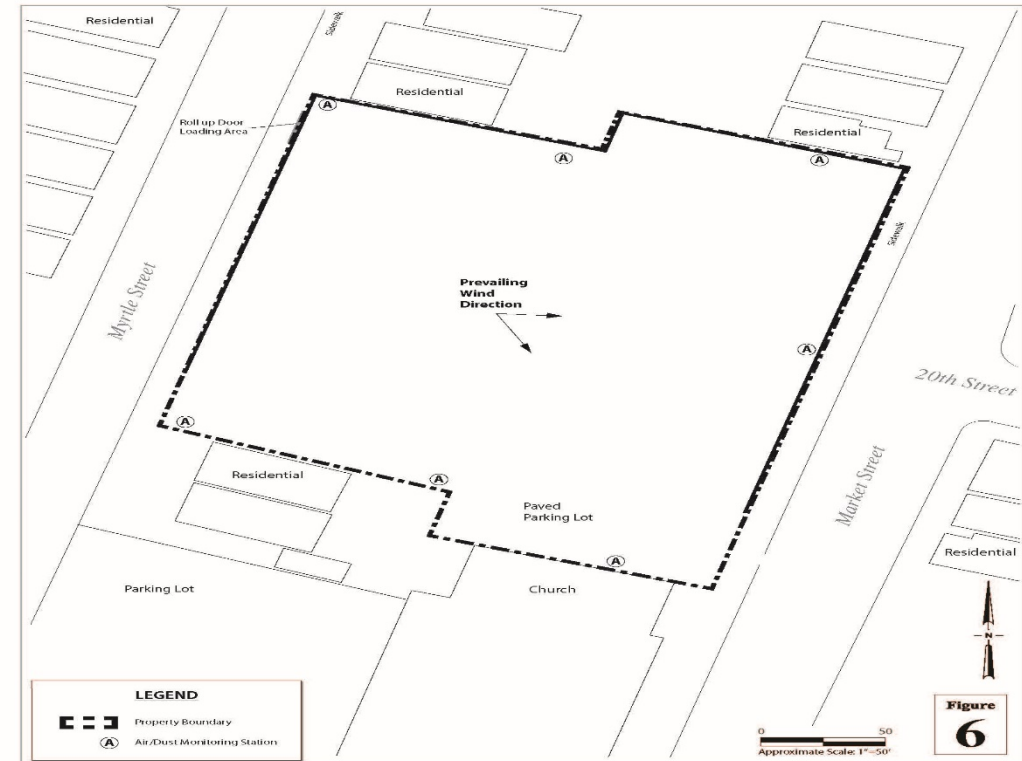 Residential
Sidewalk
Residential
Roll up Door
Loading Area
A
Residential
A
A
Sidewalk
Prevailing
Wind
Direction
Myrtle Street
A
20th Street
A
Residential
A
Paved
Parking Lot
Market Street
Residential
A
Parking Lot
Church
N
LEGEND
Property Boundary
A
Air/Dust Monitoring Station
0 50
Approximate Scale: 1"=50'
Figure
6